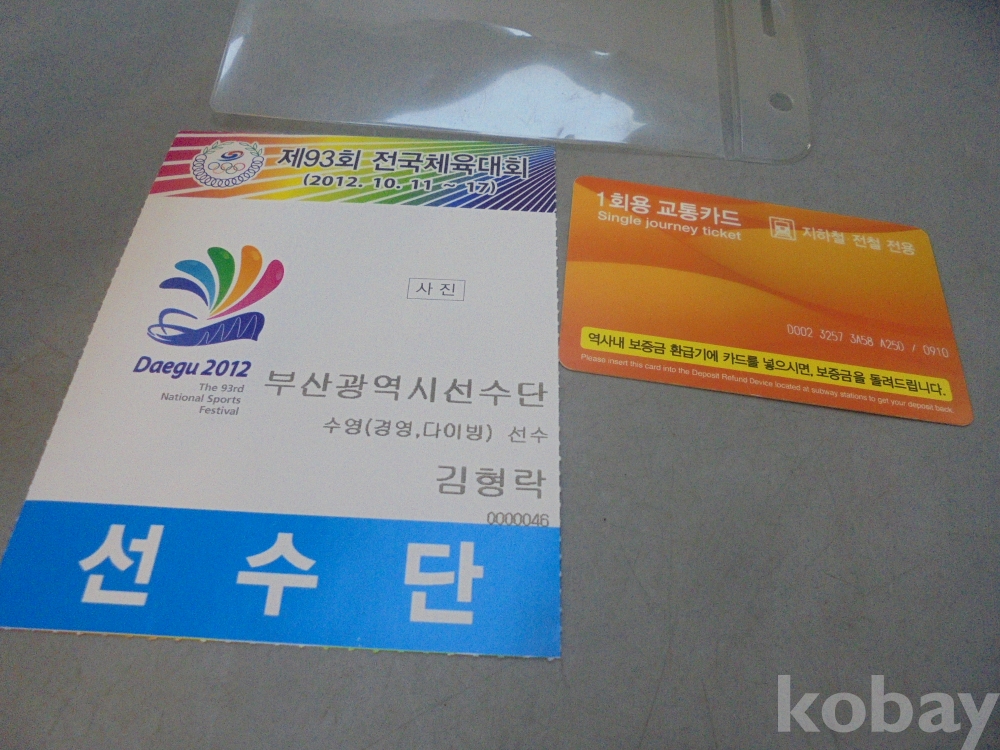 제93회 전국체육대회
(2012. 10. 11 ~ 17)
사 진
Daegu 2012
The 93rd
National Sports
Festival
부산광역시선수단
수영(경영,다이빙) 선수
김형락
0000046
선 수 단
1회용 교통카드
Single journey ticket
지하철 전철 전용
0002 3257 3A58 A250 / 0910
역사내 보증금 환급기에 카드를 넣으시면, 보증금을 돌려드립니다.
Please insert this card into the Deposit Refund Device located at subway stations to get your deposit back.
kobay